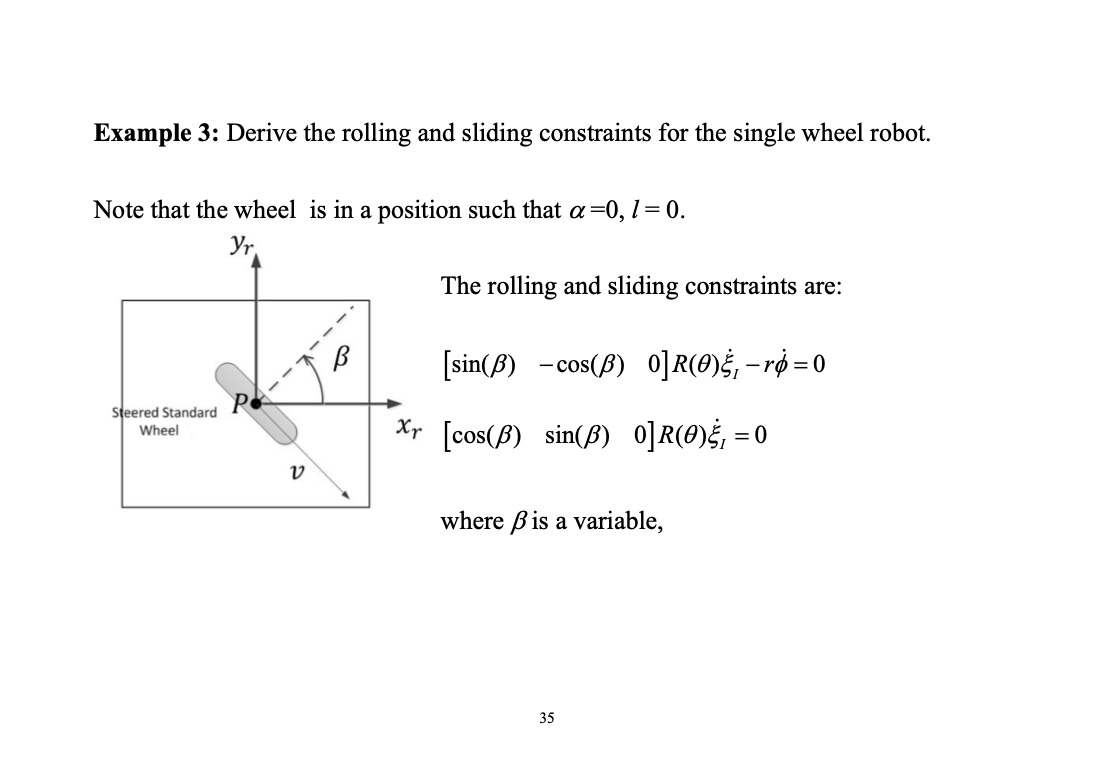 Example 3: Derive the rolling and sliding constraints for the single wheel robot.
Note that the wheel is in a position such that α =0, l = 0.
yᵣ
The rolling and sliding constraints are:
β
[sin(β) −cos(β) 0]R(θ)ξ̇_I − rφ̇ = 0
P
Steered Standard
Wheel
xᵣ
[cos(β) sin(β) 0]R(θ)ξ̇_I = 0
v
where β is a variable,
35